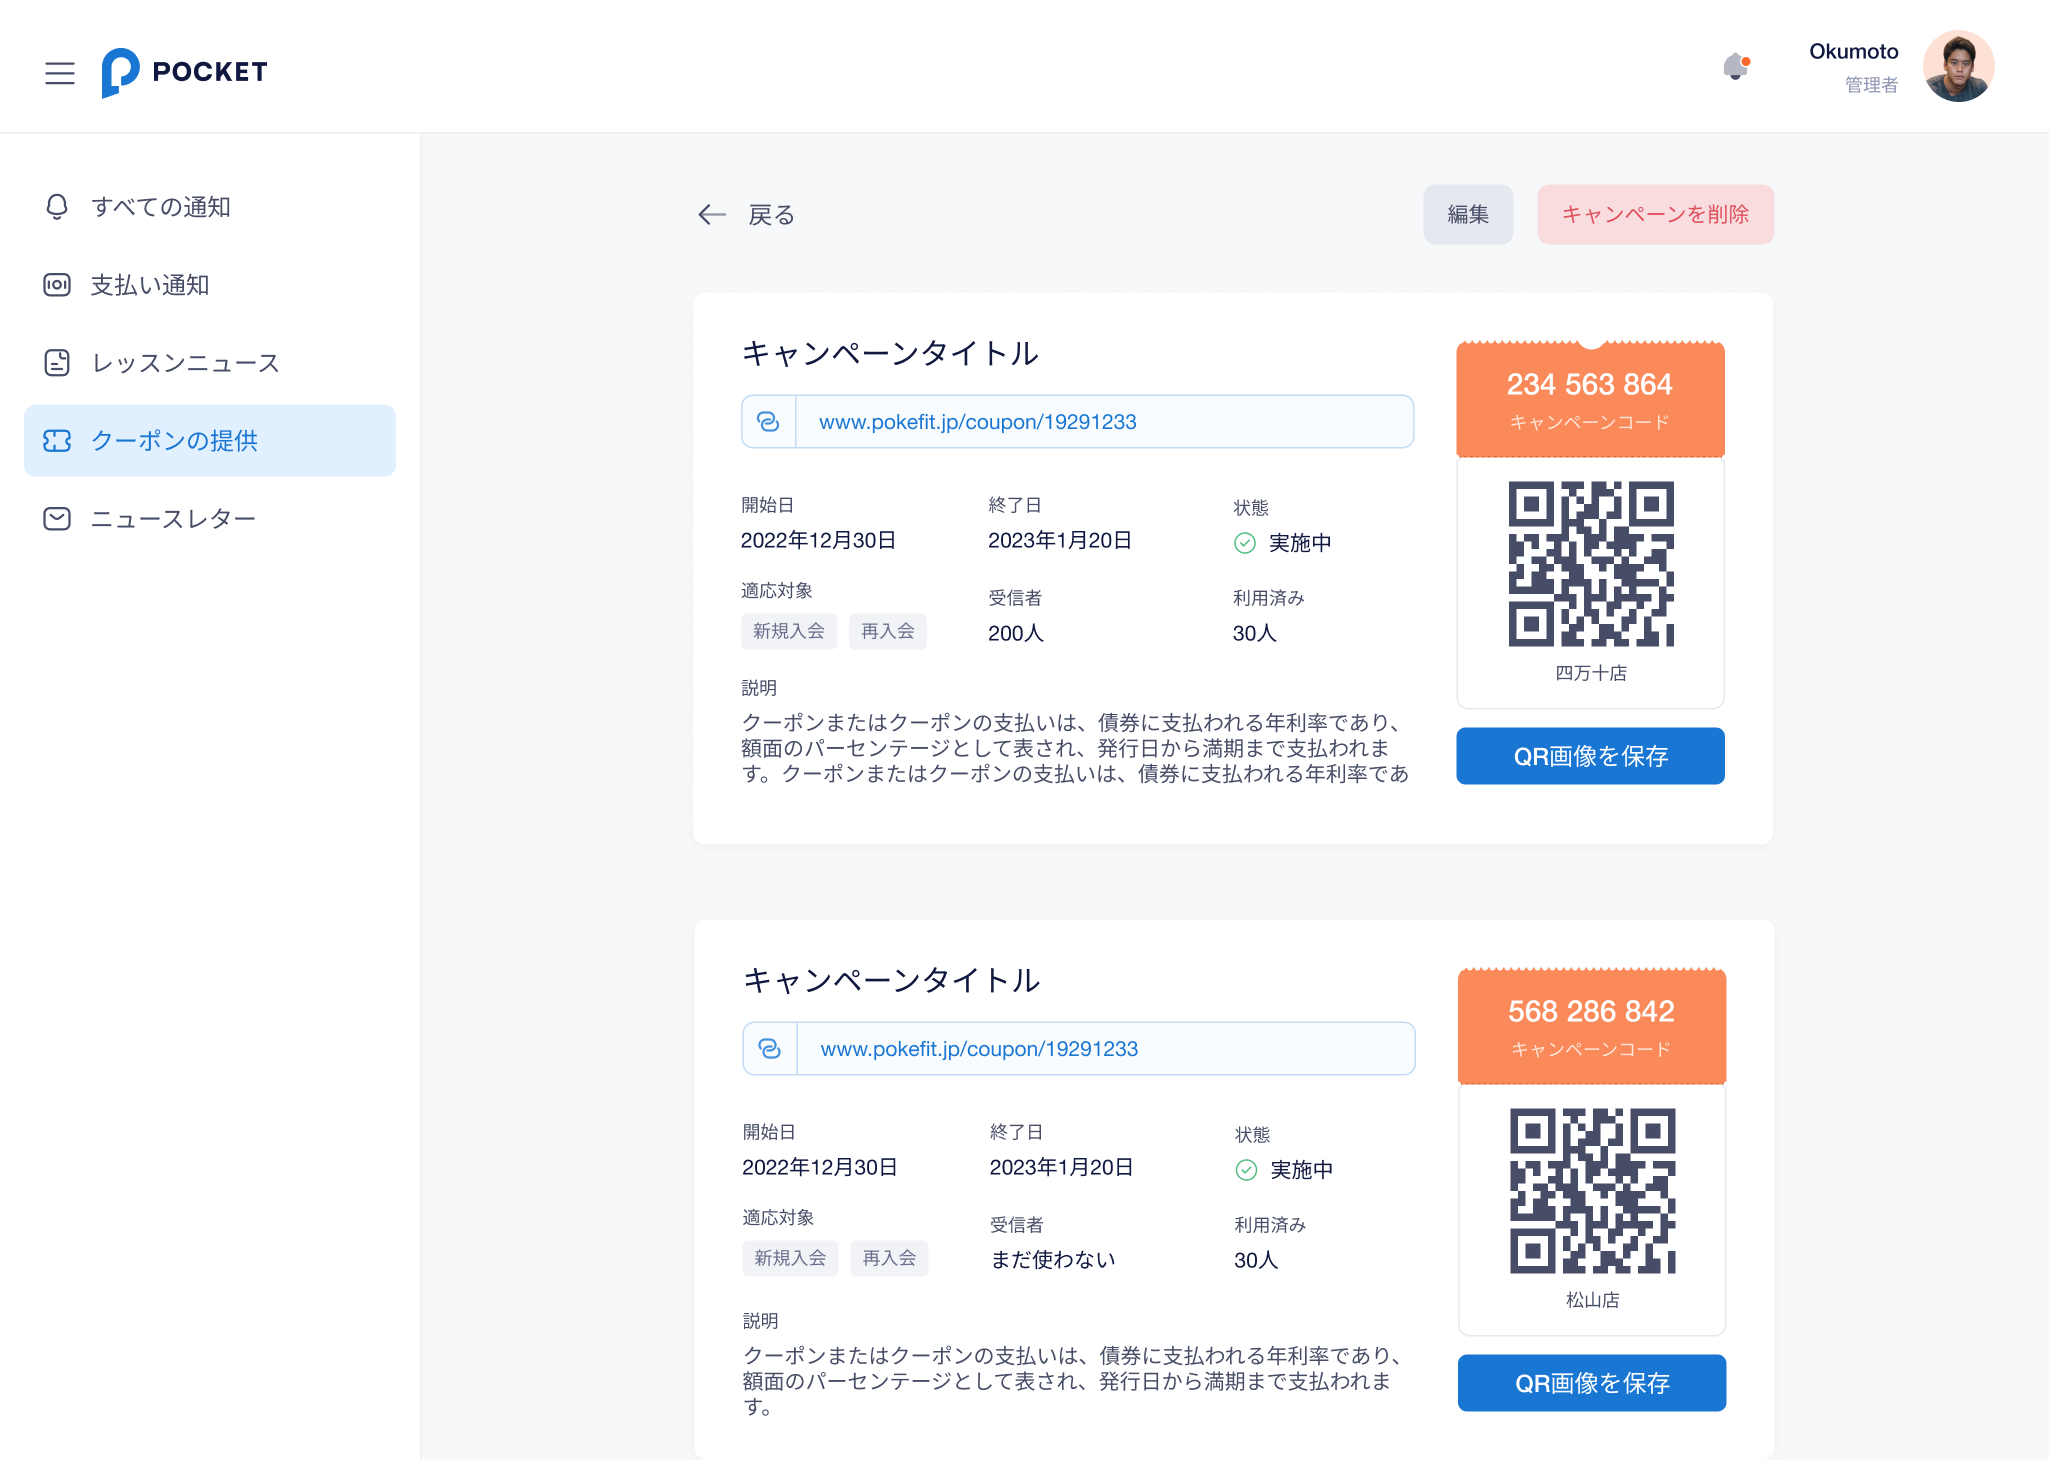 POCKET
Okumoto
管理者
すべての通知
支払い通知
レッスンニュース
クーポンの提供
ニュースレター
戻る
編集
キャンペーンを削除
キャンペーンタイトル
www.pokefit.jp/coupon/19291233
開始日
2022年12月30日
終了日
2023年1月20日
状態
実施中
適応対象
新規入会
再入会
受信者
200人
利用済み
30人
説明
クーポンまたはクーポンの支払いは、債券に支払われる年利率であり、
額面のパーセンテージとして表され、発行日から満期まで支払われま
す。クーポンまたはクーポンの支払いは、債券に支払われる年利率であ
234 563 864
キャンペーンコード
四万十店
QR画像を保存
キャンペーンタイトル
www.pokefit.jp/coupon/19291233
開始日
2022年12月30日
終了日
2023年1月20日
状態
実施中
適応対象
新規入会
再入会
受信者
まだ使わない
利用済み
30人
説明
クーポンまたはクーポンの支払いは、債券に支払われる年利率であり、
額面のパーセンテージとして表され、発行日から満期まで支払われま
す。
568 286 842
キャンペーンコード
松山店
QR画像を保存